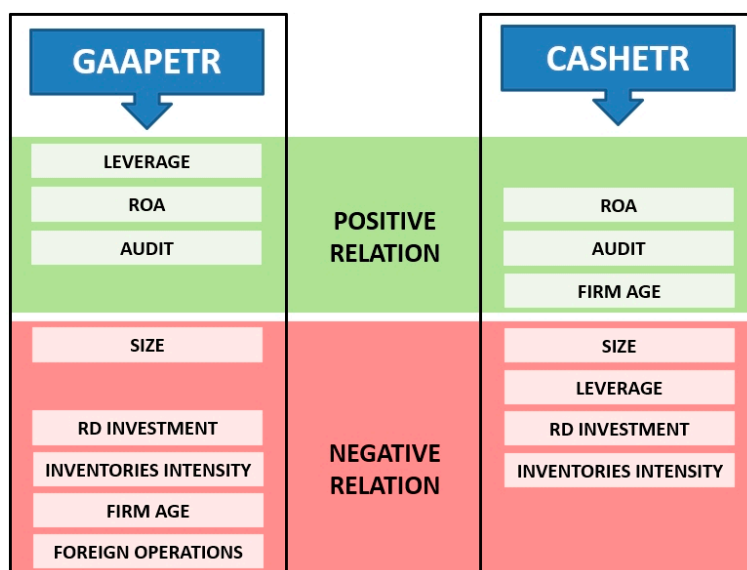 GAAPETR
LEVERAGE
ROA
AUDIT
SIZE
RD INVESTMENT
INVENTORIES INTENSITY
FIRM AGE
FOREIGN OPERATIONS
POSITIVE
RELATION
NEGATIVE
RELATION
CASHETR
ROA
AUDIT
FIRM AGE
SIZE
LEVERAGE
RD INVESTMENT
INVENTORIES INTENSITY